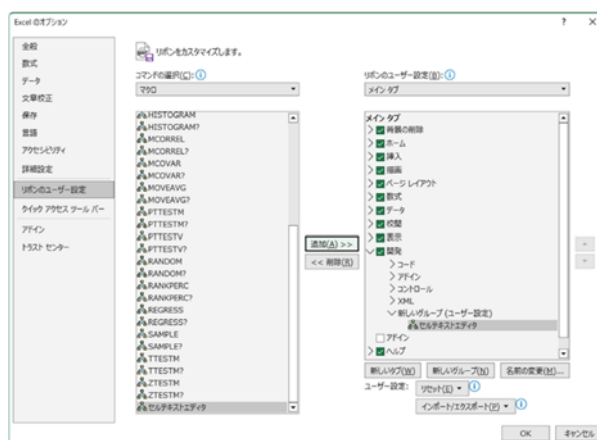 Excel のオプション
? ×
全般
数式
データ
文章校正
保存
言語
アクセシビリティ
詳細設定
リボンのユーザー設定
クイック アクセス ツール バー
アドイン
トラスト センター
リボンをカスタマイズします。
コマンドの選択(C):
マクロ
HISTOGRAM
HISTOGRAM?
MCORREL
MCORREL?
MCOVAR
MCOVAR?
MOVEAVG
MOVEAVG?
PTTESTM
PTTESTM?
PTTESTV
PTTESTV?
RANDOM
RANDOM?
RANKPERC
RANKPERC?
REGRESS
REGRESS?
SAMPLE
SAMPLE?
TTESTM
TTESTM?
ZTESTM
ZTESTM?
セルテキストエディタ
追加(A) >>
<< 削除(R)
リボンのユーザー設定(B):
メイン タブ
メイン タブ
背景の削除
ホーム
挿入
描画
ページ レイアウト
数式
データ
校閲
表示
開発
コード
アドイン
コントロール
XML
新しいグループ (ユーザー設定)
セルテキストエディタ
アドイン
ヘルプ
新しいタブ(W) 新しいグループ(N) 名前の変更(M)...
ユーザー設定: リセット(E)
インポート/エクスポート(P)
OK キャンセル